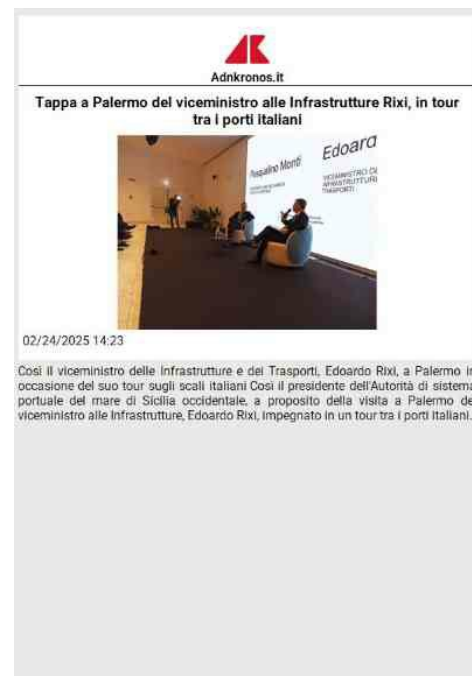 Adnkronos.it
Tappa a Palermo del viceministro alle Infrastrutture Rixi, in tour
tra i porti italiani
Pasqualino Monti
Edoard
VICEMINISTRO DE
INFRASTRUTTURE
TRASPORTI
02/24/2025 14:23
Così il viceministro delle Infrastrutture e dei Trasporti, Edoardo Rixi, a Palermo in
occasione del suo tour sugli scali italiani Così il presidente dell'Autorità di sistema
portuale del mare di Sicilia occidentale, a proposito della visita a Palermo de
viceministro alle Infrastrutture, Edoardo Rixi, impegnato in un tour tra i porti italiani.